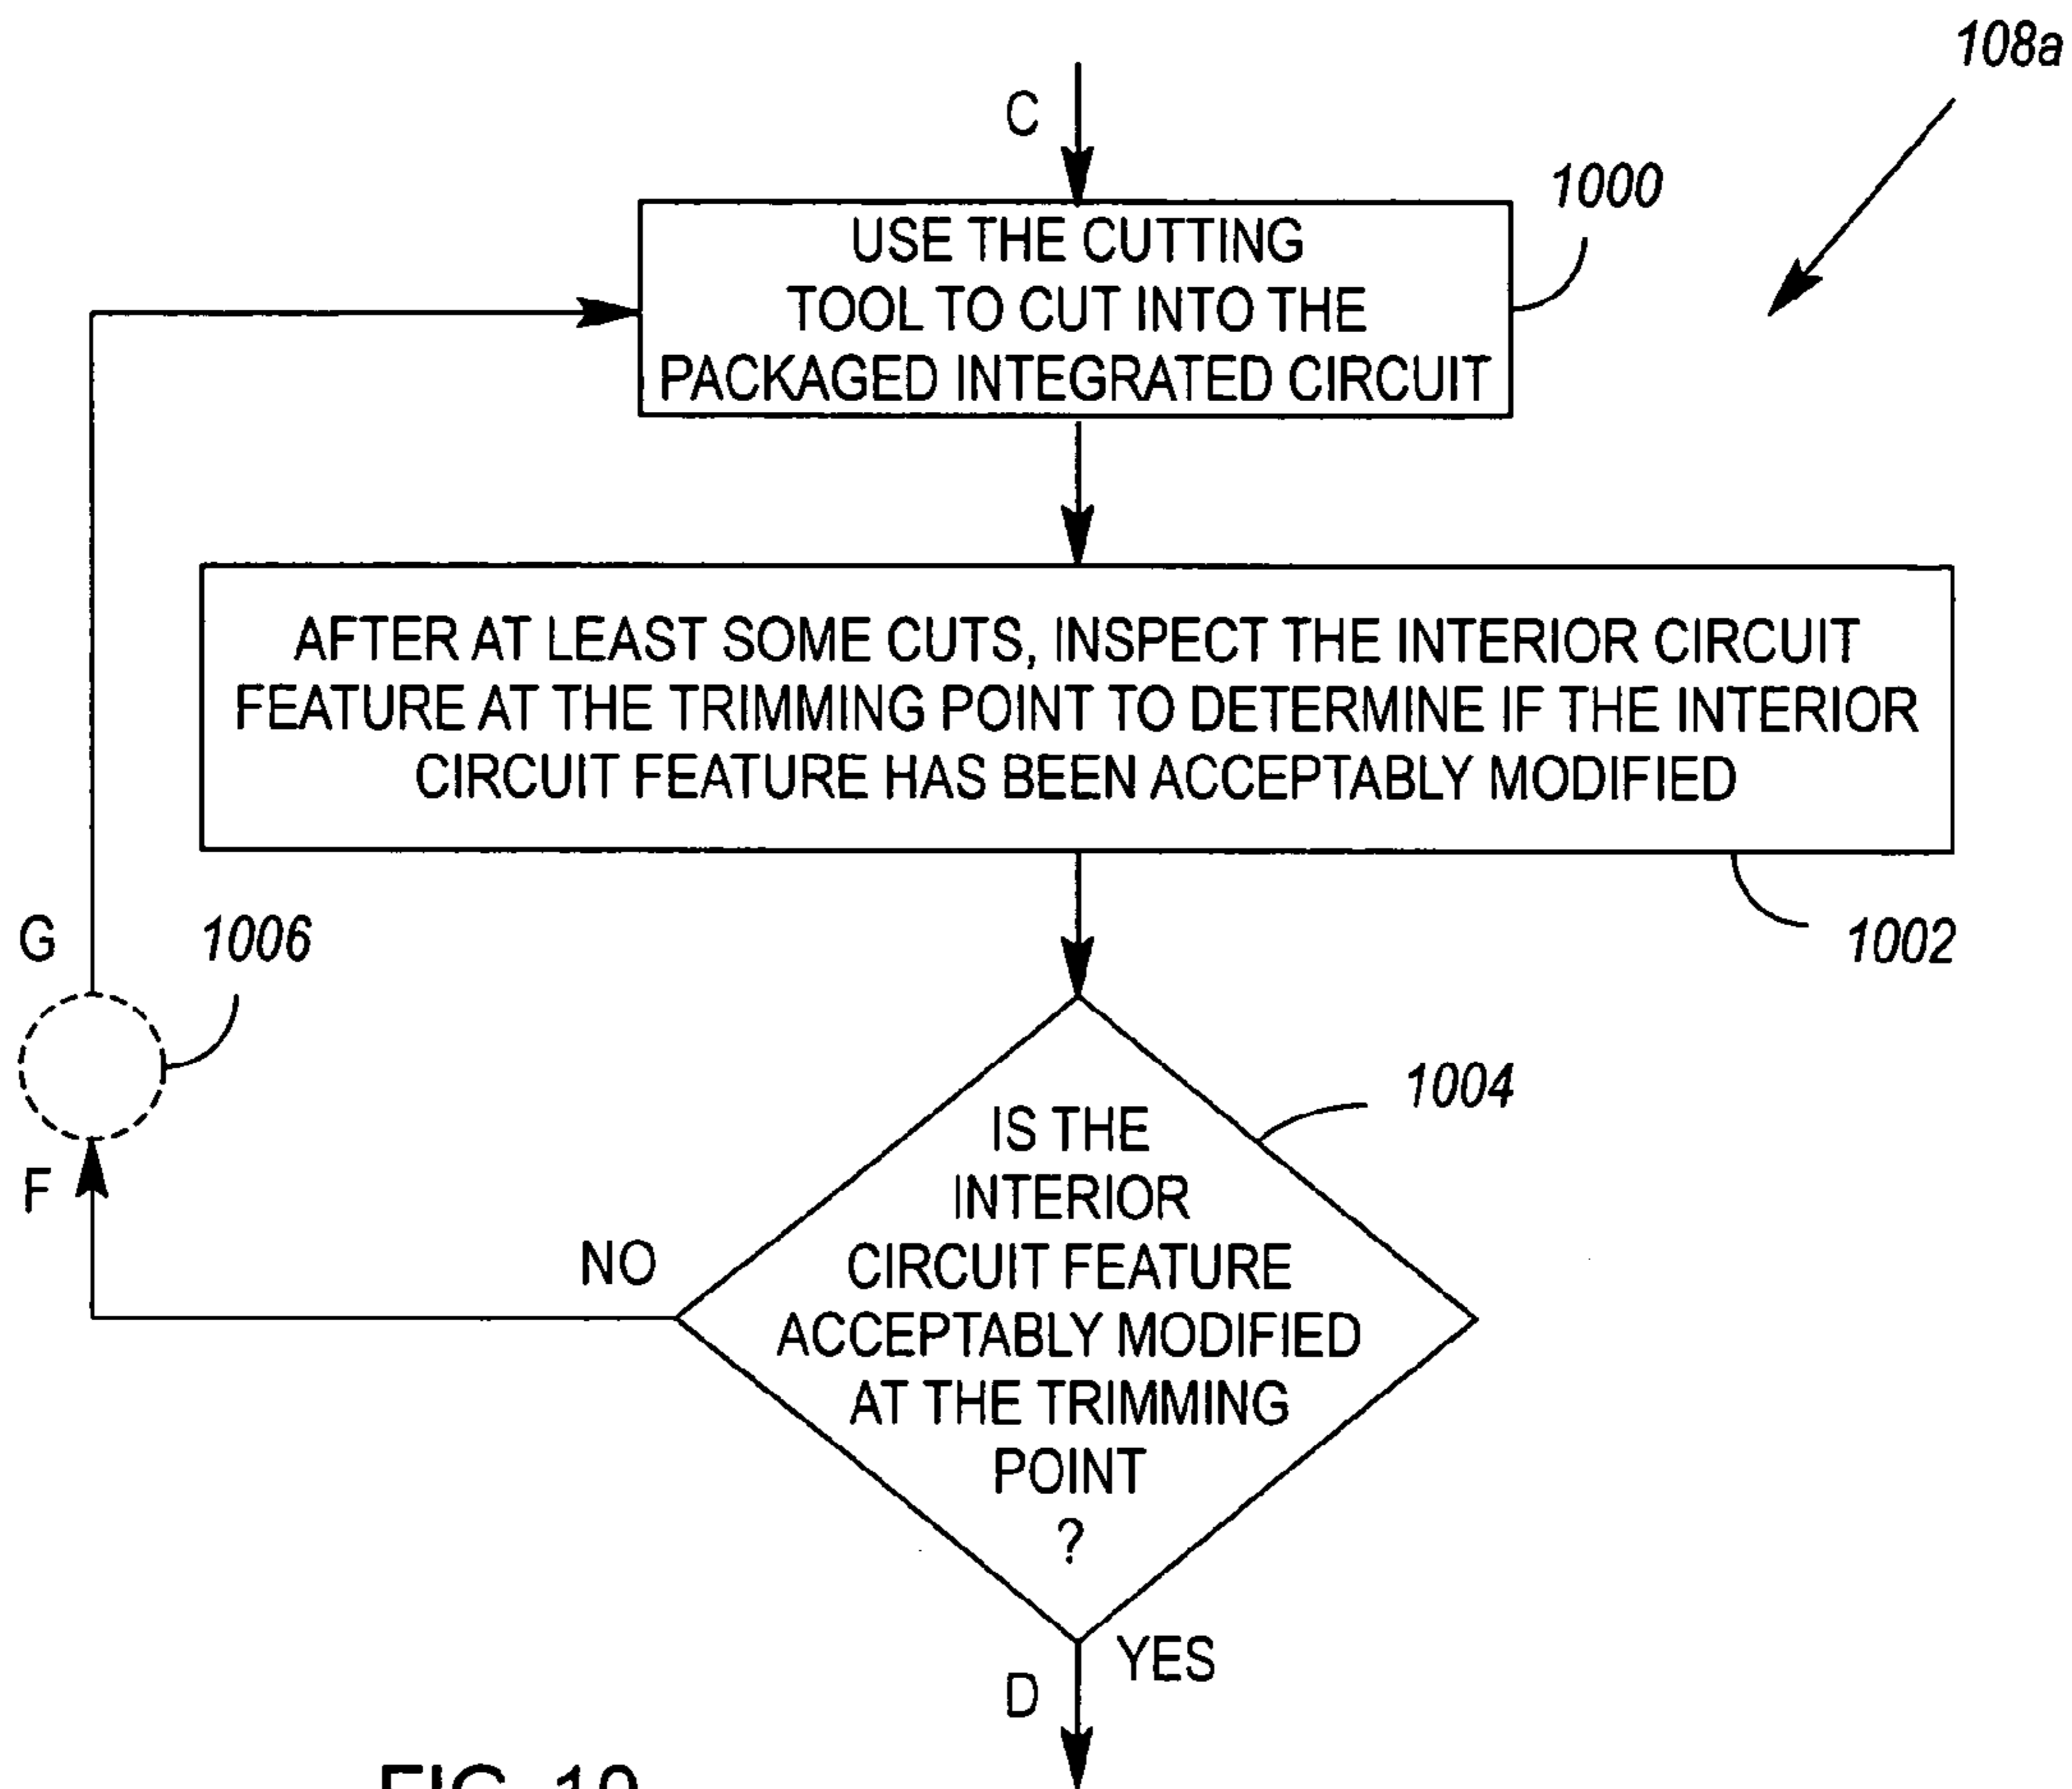 108a
C
1000
USE THE CUTTING
TOOL TO CUT INTO THE
PACKAGED INTEGRATED CIRCUIT
AFTER AT LEAST SOME CUTS, INSPECT THE INTERIOR CIRCUIT
FEATURE AT THE TRIMMING POINT TO DETERMINE IF THE INTERIOR
CIRCUIT FEATURE HAS BEEN ACCEPTABLY MODIFIED
1002
G
1006
F
1004
IS THE
INTERIOR
CIRCUIT FEATURE
ACCEPTABLY MODIFIED
AT THE TRIMMING
POINT
?
NO
YES
D
FIG. 10